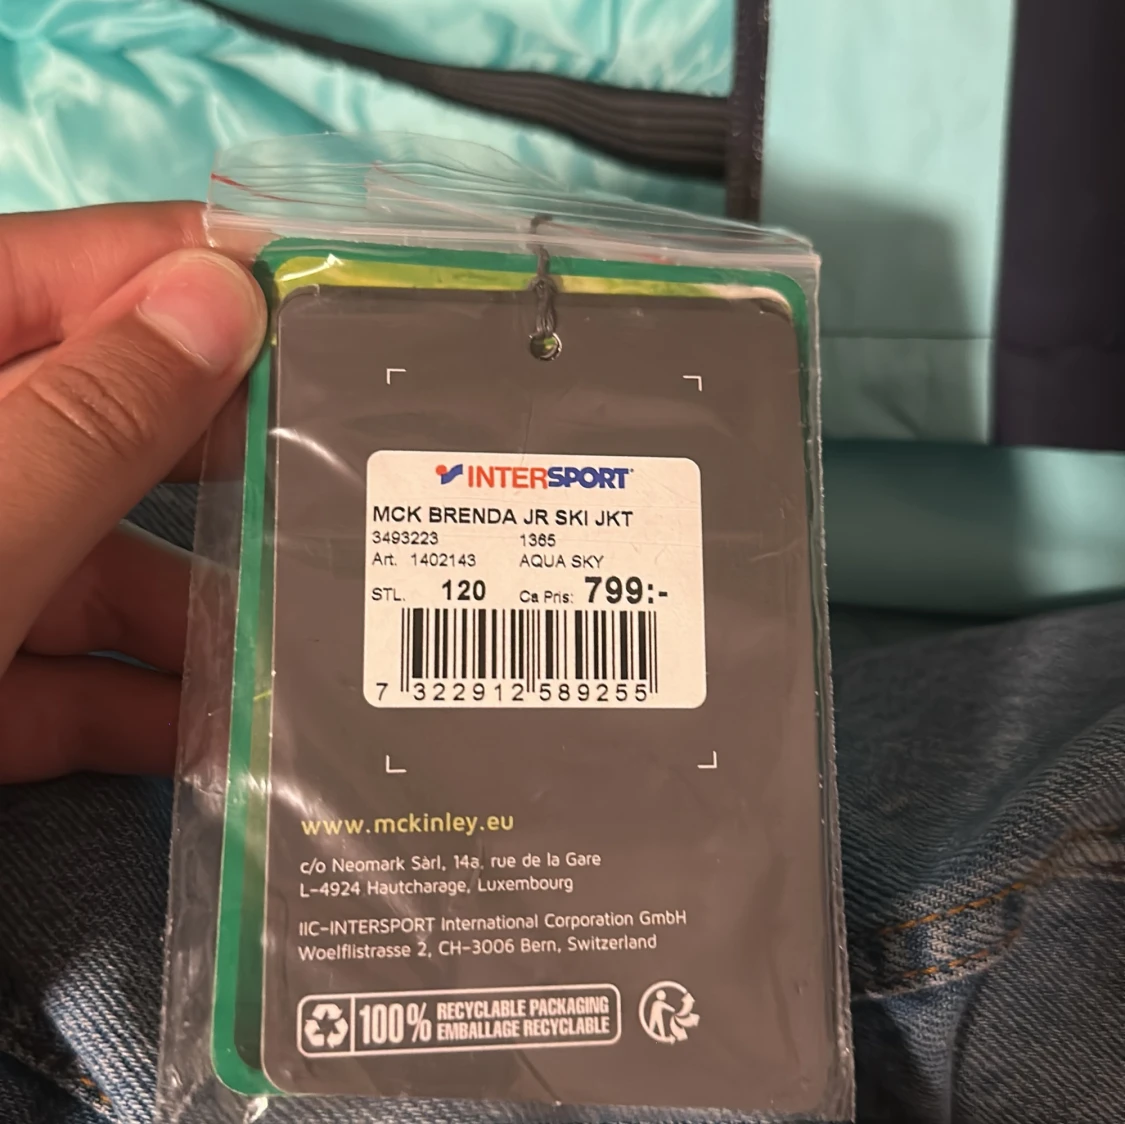 INTERSPORT
MCK BRENDA JR SKI JKT
3493223 1365
Art. 1402143 AQUA SKY
STL. 120 Ca Pris: 799:-
7 322912 589255
www.mckinley.eu
c/o Neomark Sàrl, 14a, rue de la Gare
L-4924 Hautcharage, Luxembourg
IIC-INTERSPORT International Corporation GmbH
Woelflistrasse 2, CH-3006 Bern, Switzerland
100% RECYCLABLE PACKAGING
EMBALLAGE RECYCLABLE